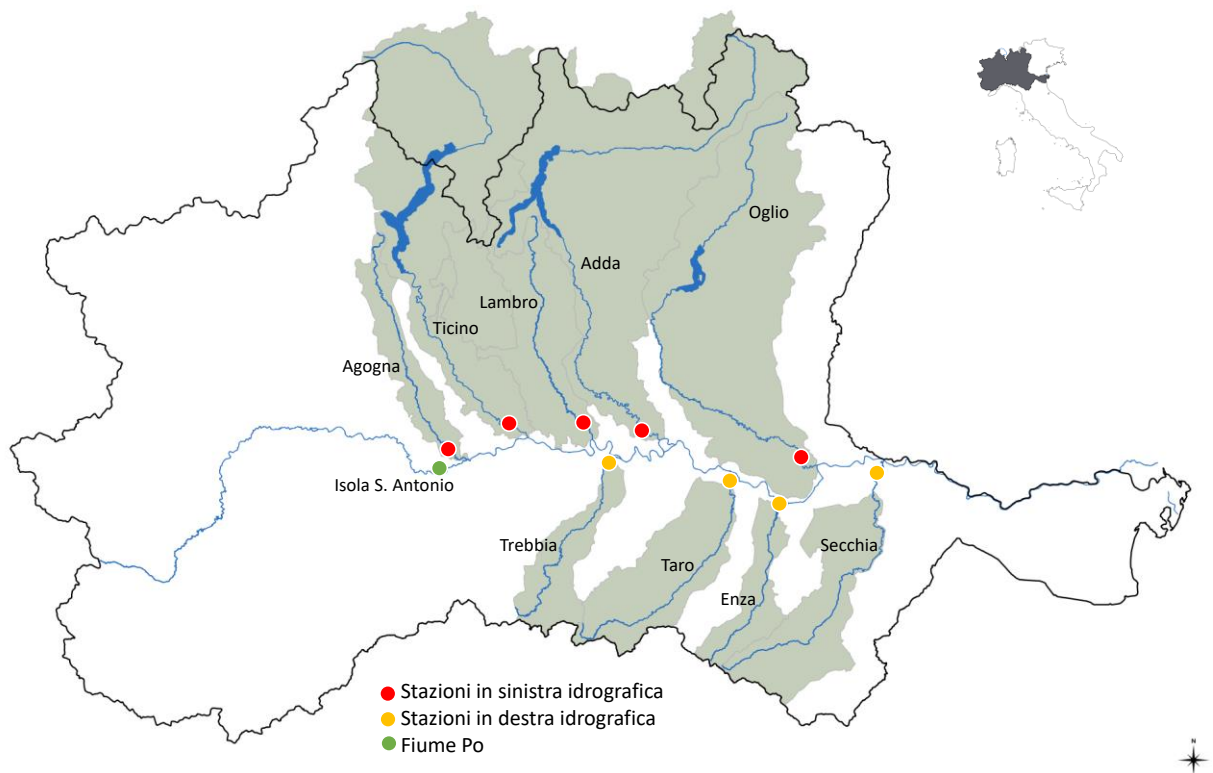 Oglio
Adda
Lambro
Ticino
Agogna
Isola S. Antonio
Trebbia
Taro
Secchia
Enza
Stazioni in sinistra idrografica
Stazioni in destra idrografica
Fiume Po
N